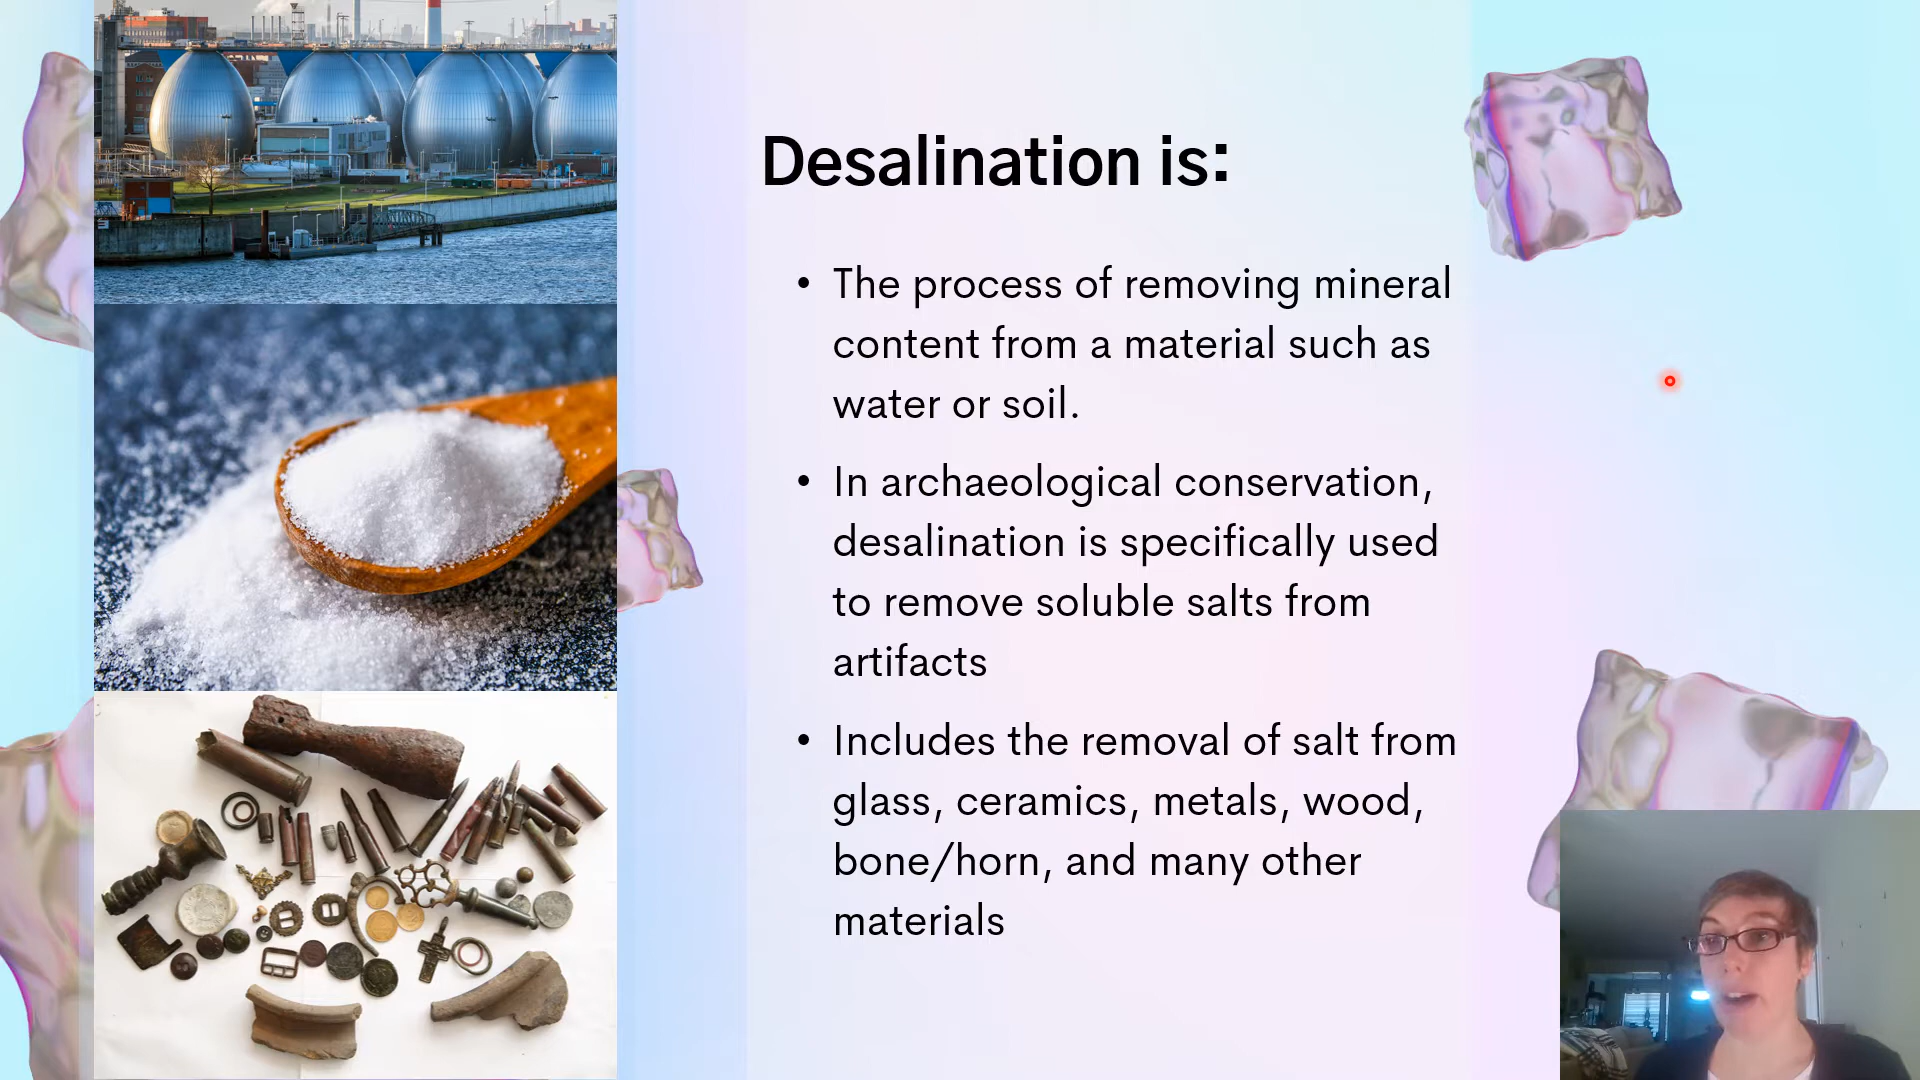 Desalination is:
• The process of removing mineral
content from a material such as
water or soil.
• In archaeological conservation,
desalination is specifically used
to remove soluble salts from
artifacts
• Includes the removal of salt from
glass, ceramics, metals, wood,
bone/horn, and many other
materials